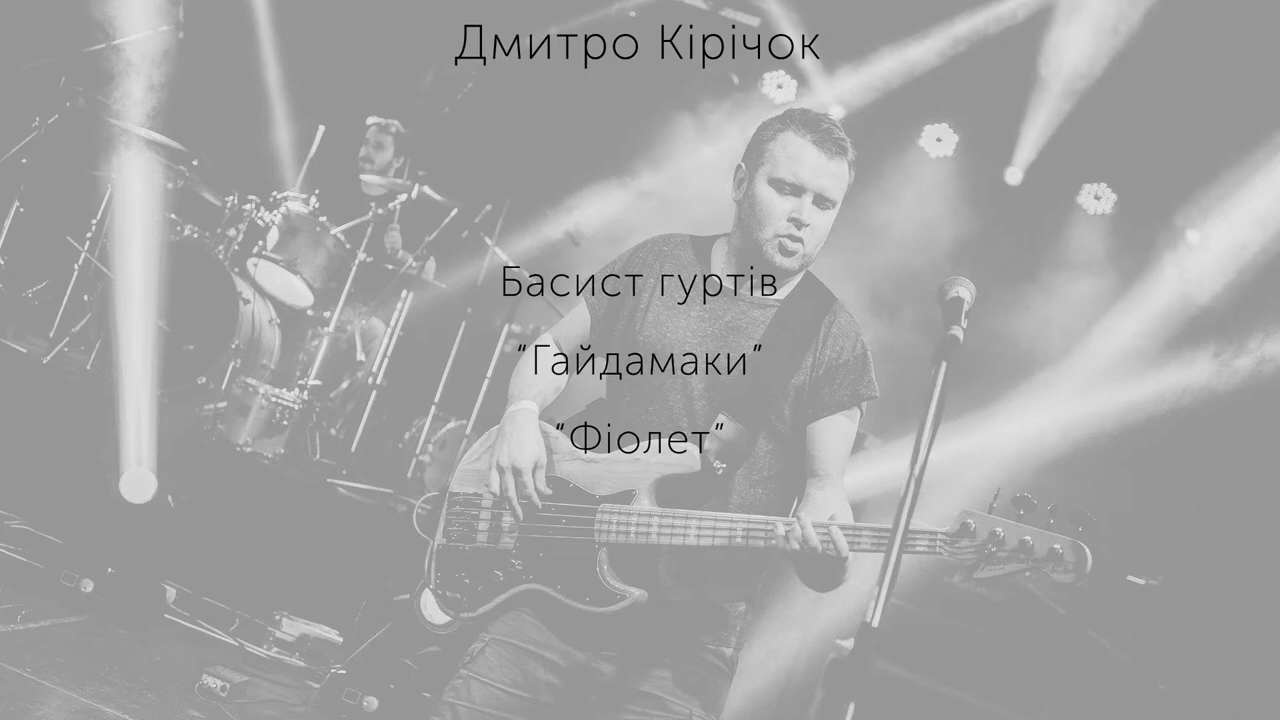 Дмитро Кірічок
Басист гуртів
“Гайдамаки”
“Фіолет”